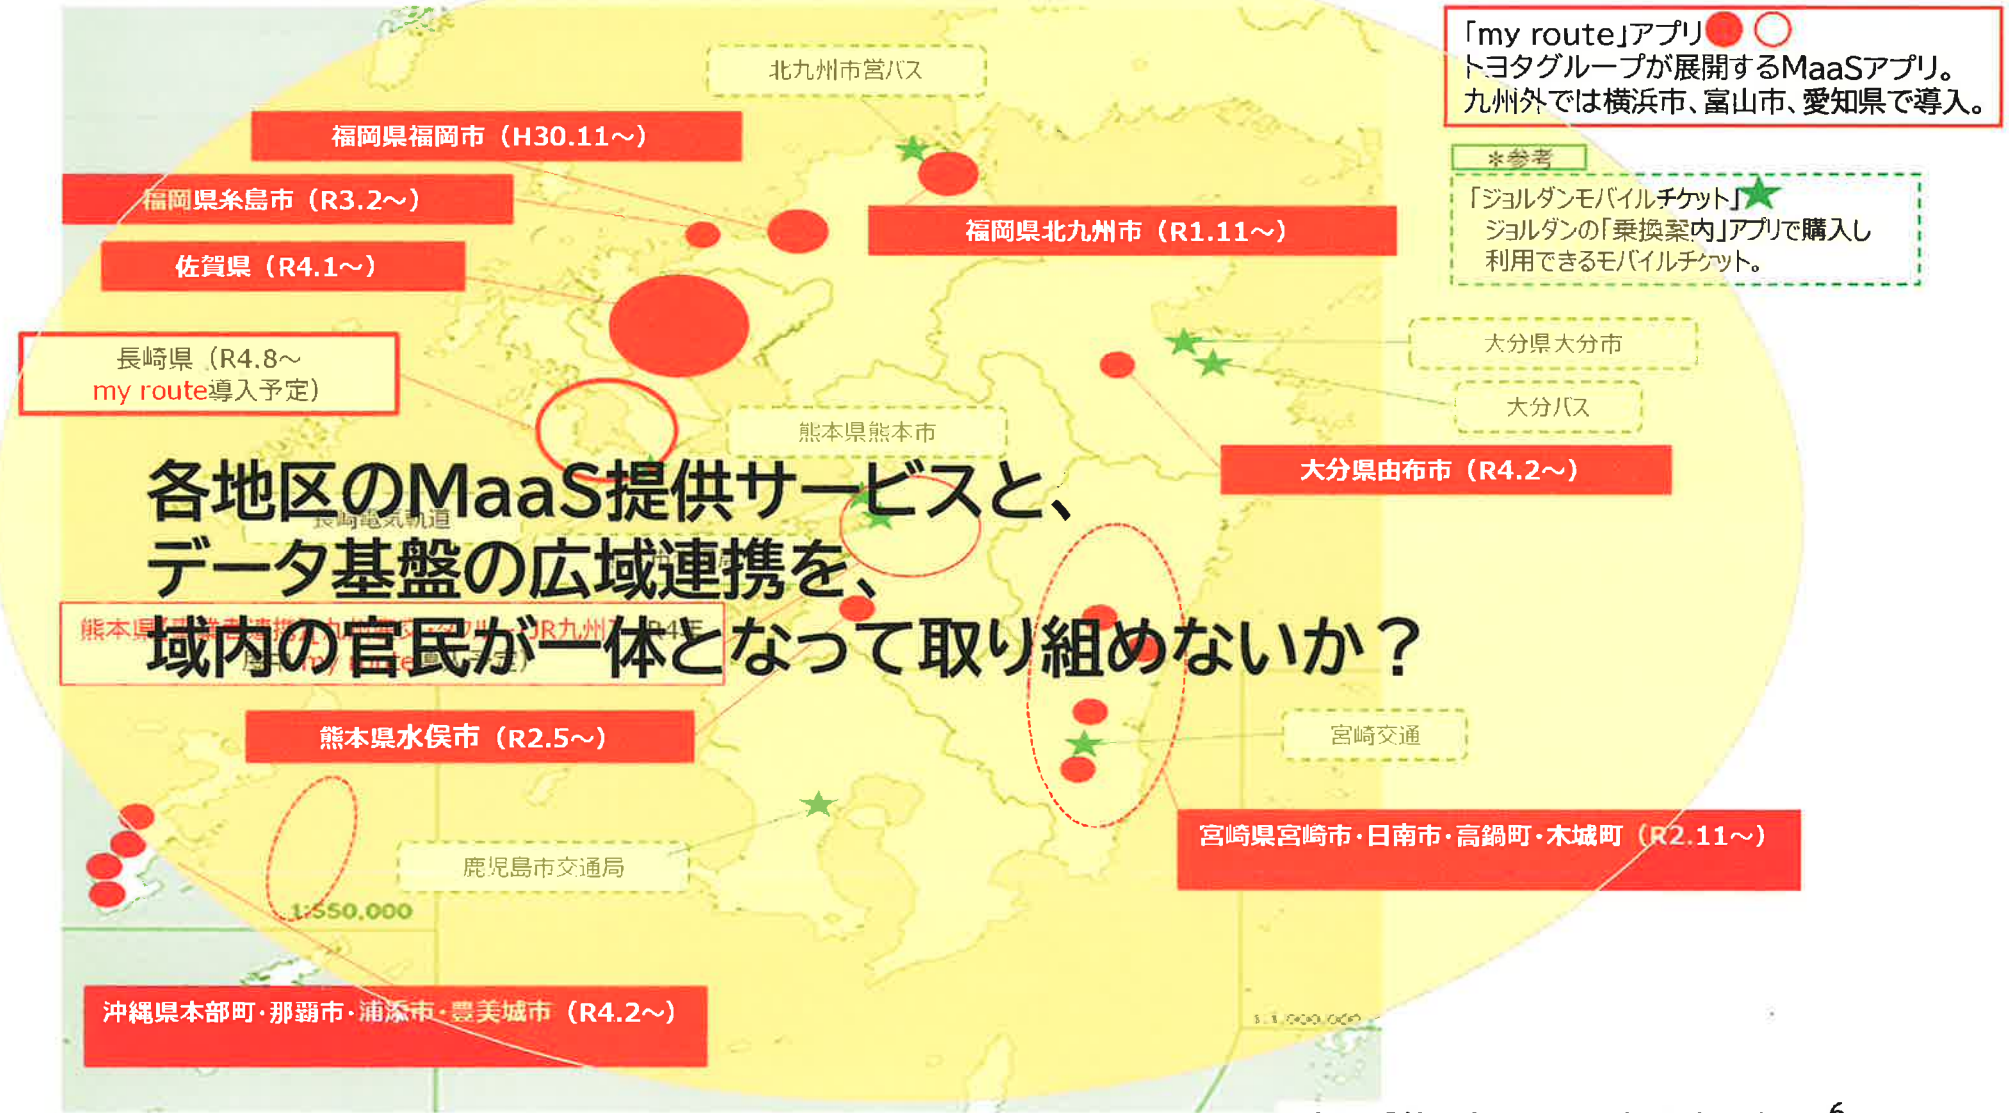 「my route」アプリ
トヨタグループが展開するMaaSアプリ。
九州外では横浜市、富山市、愛知県で導入。
*参考
「ジョルダンモバイルチケット」
ジョルダンの「乗換案内」アプリで購入し
利用できるモバイルチケット。
北九州市営バス
福岡県福岡市（H30.11～）
福岡県糸島市（R3.2～）
福岡県北九州市（R1.11～）
佐賀県（R4.1～）
長崎県（R4.8～
my route導入予定）
大分県大分市
大分バス
熊本県熊本市
大分県由布市（R4.2～）
各地区のMaaS提供サービスと、
長崎電気軌道
データ基盤の広域連携を、
域内の官民が一体となって取り組めないか？
熊本県水俣市（R2.5～）
宮崎交通
宮崎県宮崎市・日南市・高鍋町・木城町（R2.11～）
鹿児島市交通局
1:550,000
沖縄県本部町・那覇市・浦添市・豊美城市（R4.2～）
6